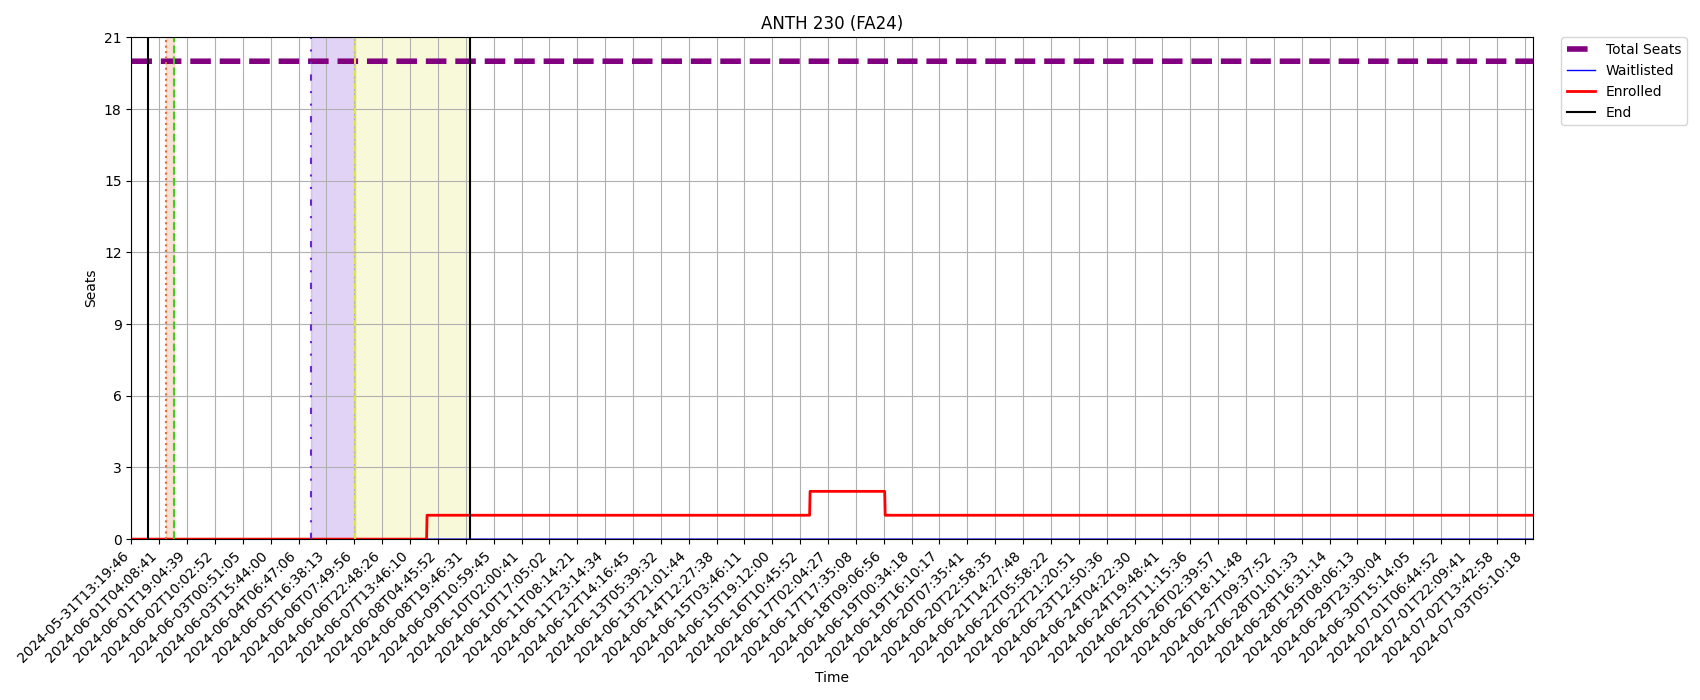 ANTH 230 (FA24)
Total Seats
Waitlisted
Enrolled
End
Seats
21
18
15
12
9
6
3
0
2024-05-31T13:19:46
2024-06-01T04:08:41
2024-06-01T19:04:39
2024-06-02T10:02:52
2024-06-03T00:51:05
2024-06-03T15:44:00
2024-06-04T06:47:06
2024-06-05T16:38:13
2024-06-06T07:49:56
2024-06-06T22:48:26
2024-06-07T13:46:10
2024-06-08T04:45:52
2024-06-08T19:46:31
2024-06-09T10:59:45
2024-06-10T02:00:41
2024-06-10T17:05:02
2024-06-11T08:14:21
2024-06-11T23:14:34
2024-06-12T14:16:45
2024-06-13T05:39:32
2024-06-13T21:01:44
2024-06-14T12:27:38
2024-06-15T03:46:11
2024-06-15T19:12:00
2024-06-16T10:45:52
2024-06-17T02:04:27
2024-06-17T17:35:08
2024-06-18T09:06:56
2024-06-19T00:34:18
2024-06-19T16:10:17
2024-06-20T07:35:41
2024-06-20T22:58:35
2024-06-21T14:27:48
2024-06-22T05:58:22
2024-06-22T21:20:51
2024-06-23T12:50:36
2024-06-24T04:22:30
2024-06-24T19:48:41
2024-06-25T11:15:36
2024-06-26T02:39:57
2024-06-26T18:11:48
2024-06-27T09:37:52
2024-06-28T01:01:33
2024-06-28T16:31:14
2024-06-29T08:06:13
2024-06-29T23:30:04
2024-06-30T15:14:05
2024-07-01T06:44:52
2024-07-01T22:09:41
2024-07-02T13:42:58
2024-07-03T05:10:18
Time